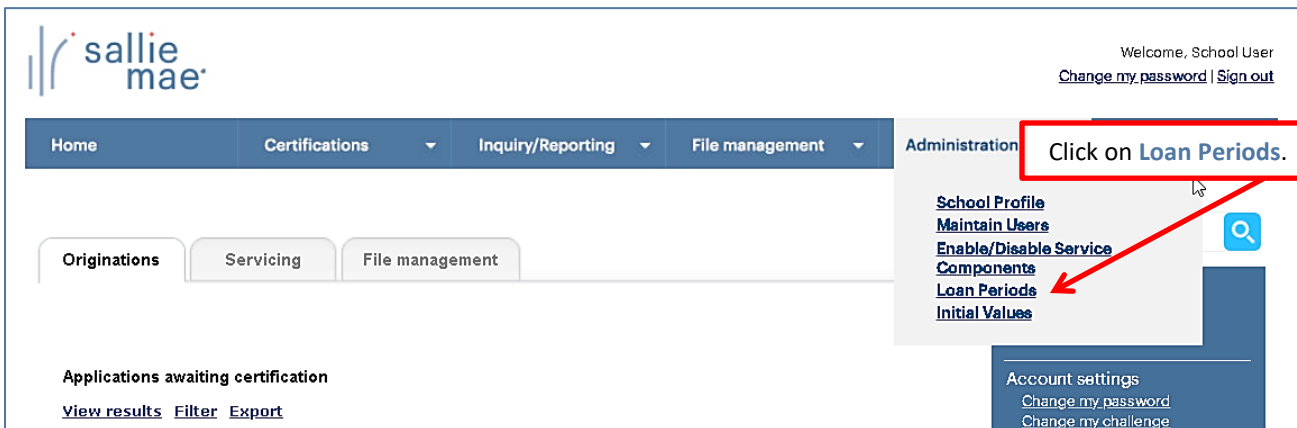 sallie
mae
Welcome, School User
Change my password | Sign out
Home Certifications Inquiry/Reporting File management Administration
Click on Loan Periods.
School Profile
Maintain Users
Enable/Disable Service
Components
Loan Periods
Initial Values
Originations Servicing File management
Applications awaiting certification
View results Filter Export
Account settings
Change my password
Change my challenge